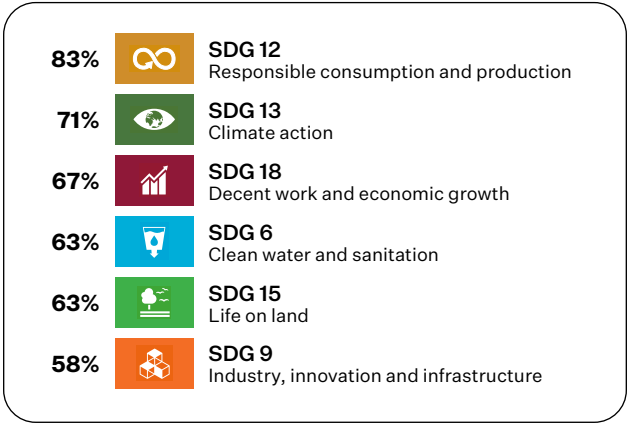 83%
SDG 12
Responsible consumption and production
71%
SDG 13
Climate action
67%
SDG 18
Decent work and economic growth
63%
SDG 6
Clean water and sanitation
63%
SDG 15
Life on land
58%
SDG 9
Industry, innovation and infrastructure